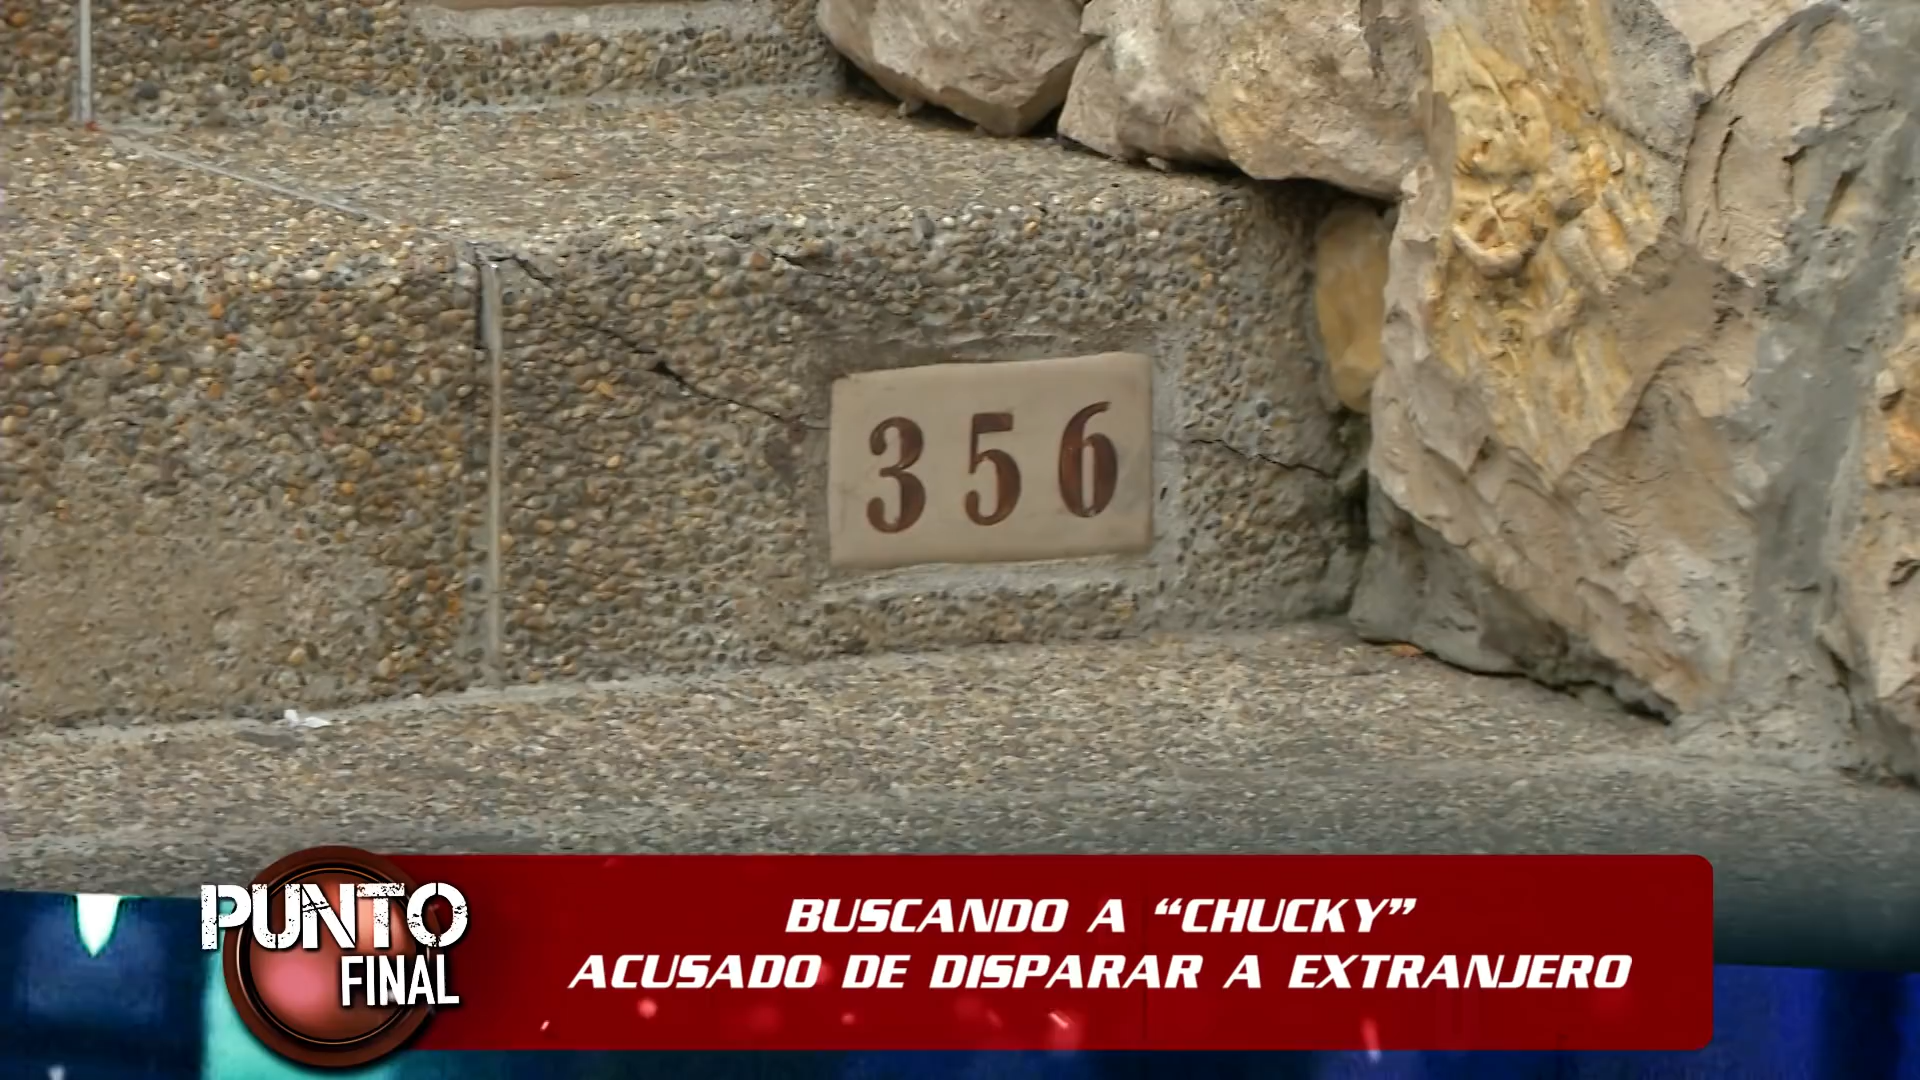 356
PUNTO
FINAL
BUSCANDO A “CHUCKY”
ACUSADO DE DISPARAR A EXTRANJERO